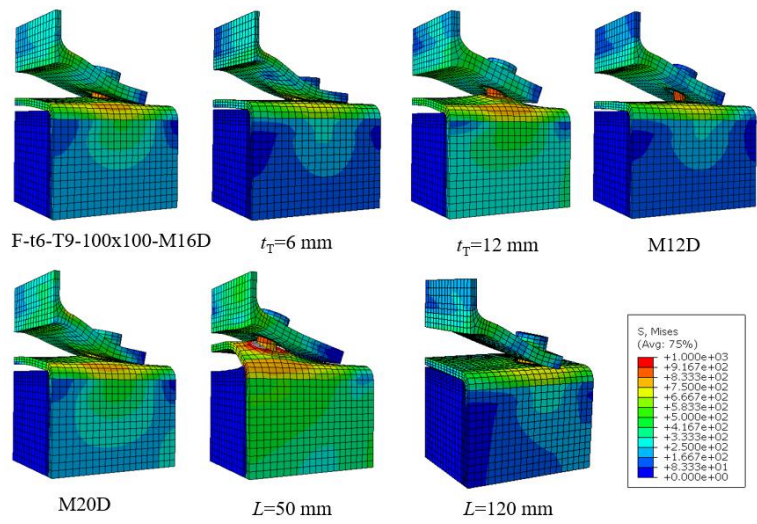 F-t6-T9-100x100-M16D
tT=6 mm
tT=12 mm
M12D
M20D
L=50 mm
L=120 mm
S, Mises
(Avg: 75%)
+1.000e+03
+9.167e+02
+8.333e+02
+7.500e+02
+6.667e+02
+5.833e+02
+5.000e+02
+4.167e+02
+3.333e+02
+2.500e+02
+1.667e+02
+8.333e+01
+0.000e+00